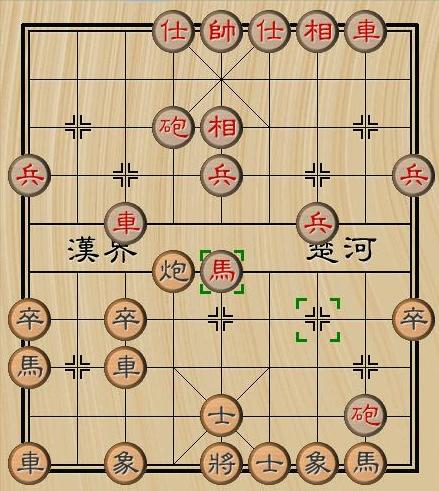 仕帥仕相車
砲相
兵兵兵
車兵
漢界楚河
炮馬
卒卒卒
馬車
士砲
車象將士象馬